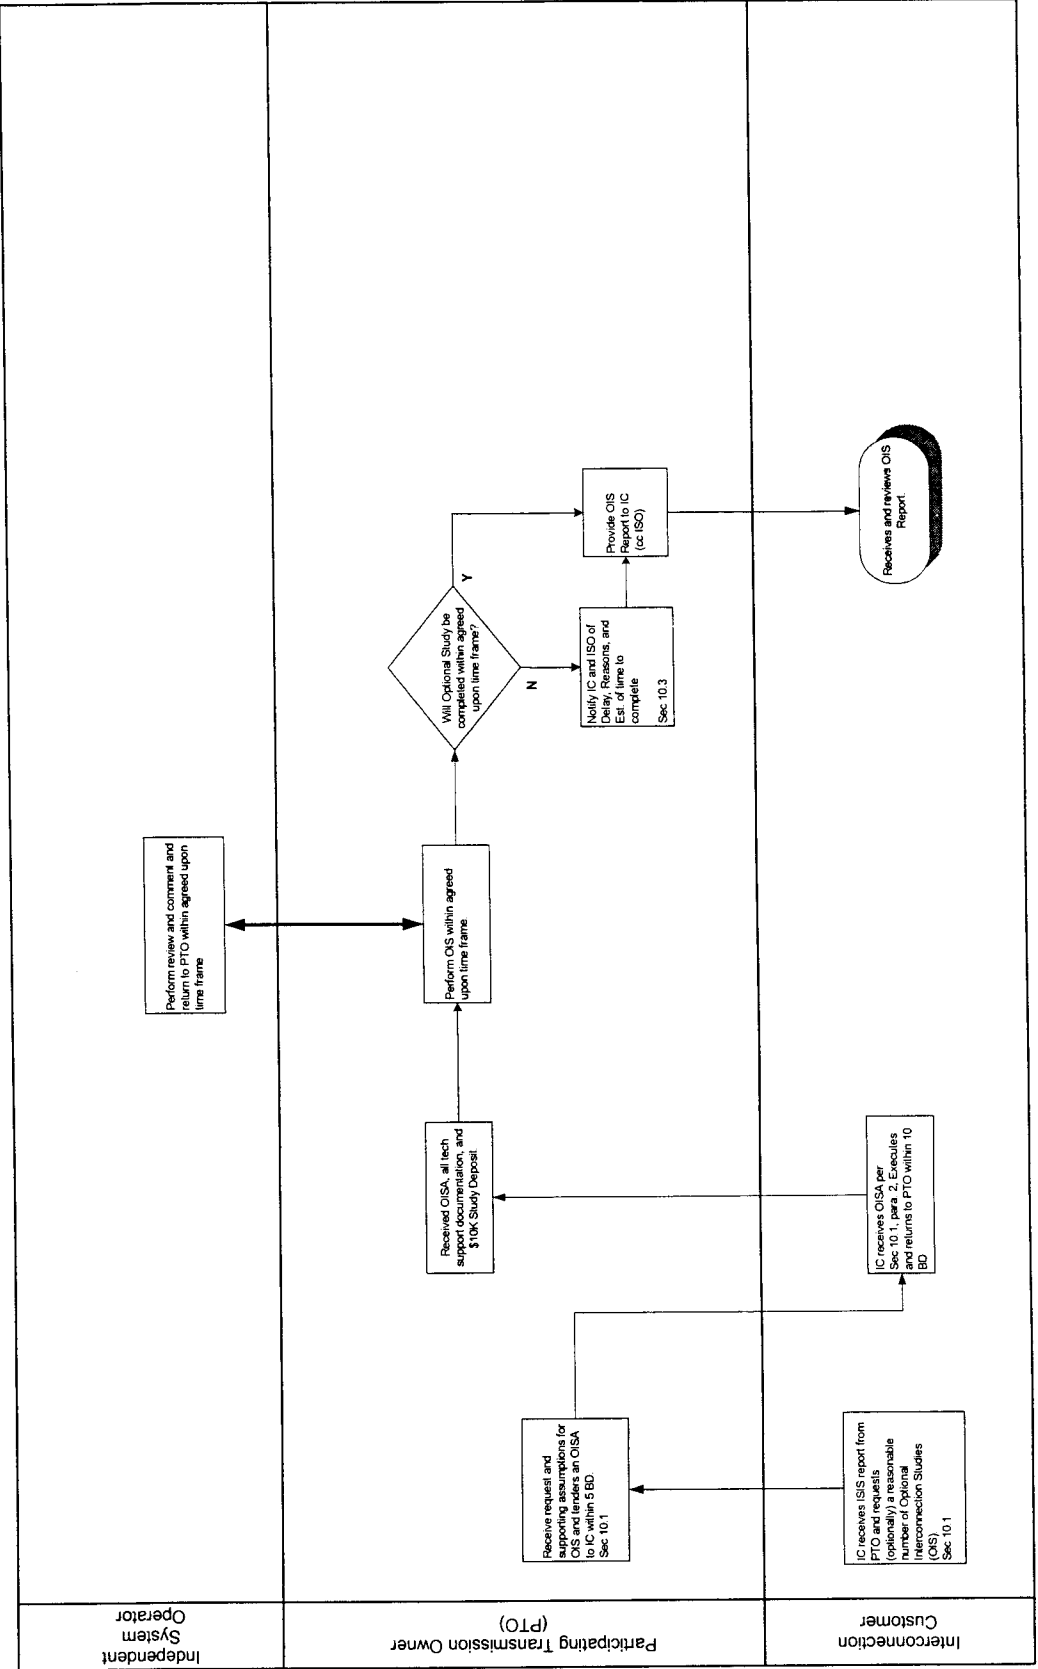 Independent
System
Operator
Participating Transmission Owner
(PTO)
Interconnection
Customer
Perform review and comment and
return to PTO within agreed upon
time frame
Receive request and
supporting assumptions for
OIS and tenders an OISA
to IC within 5 BD.
Sec 10.1
Received OISA, all tech
support documentation, and
$10K Study Deposit
Perform OIS within agreed
upon time frame
Will Optional Study be
completed within agreed
upon time frame?
Y
N
Notify IC and ISO of
Delay, Reasons, and
Est. of time to
complete
Sec 10.3
Provide OIS
Report to IC
(cc ISO)
IC receives ISIS report from
PTO and requests
(optionally) a reasonable
number of Optional
Interconnection Studies
(OIS)
Sec 10.1
IC receives OISA per
Sec 10.1, para. 2, Executes
and returns to PTO within 10
BD
Receives and reviews OIS
Report.